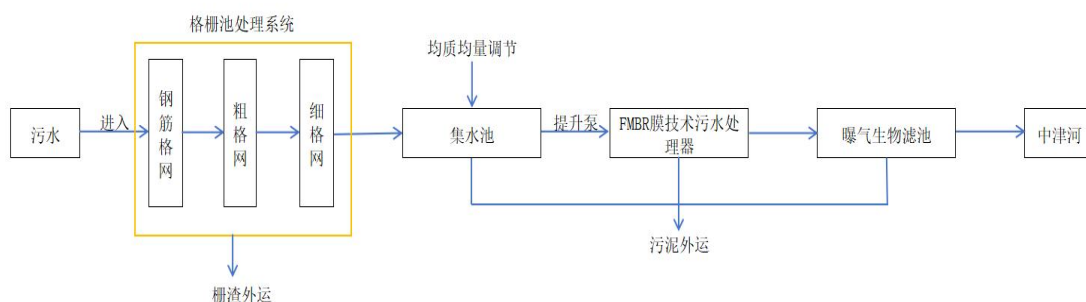 格栅池处理系统
均质均量调节
污水
进入
钢筋格网
粗格网
细格网
集水池
提升泵
FMBR膜技术污水处
理器
曝气生物滤池
中津河
污泥外运
栅渣外运